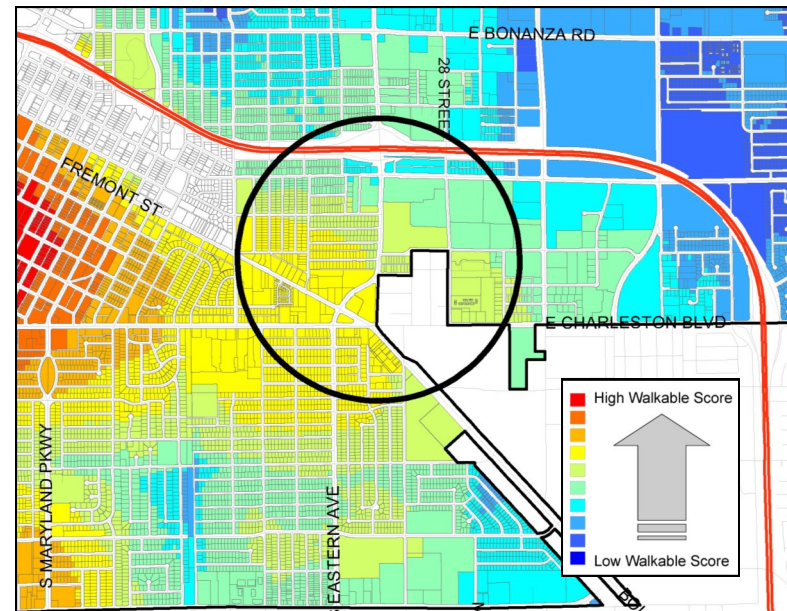 E BONANZA RD
28 STREE
FREMONT ST
E CHARLESTON BLVD
High Walkable Score
Low Walkable Score
S MARYLAND PKWY
S EASTERN AVE